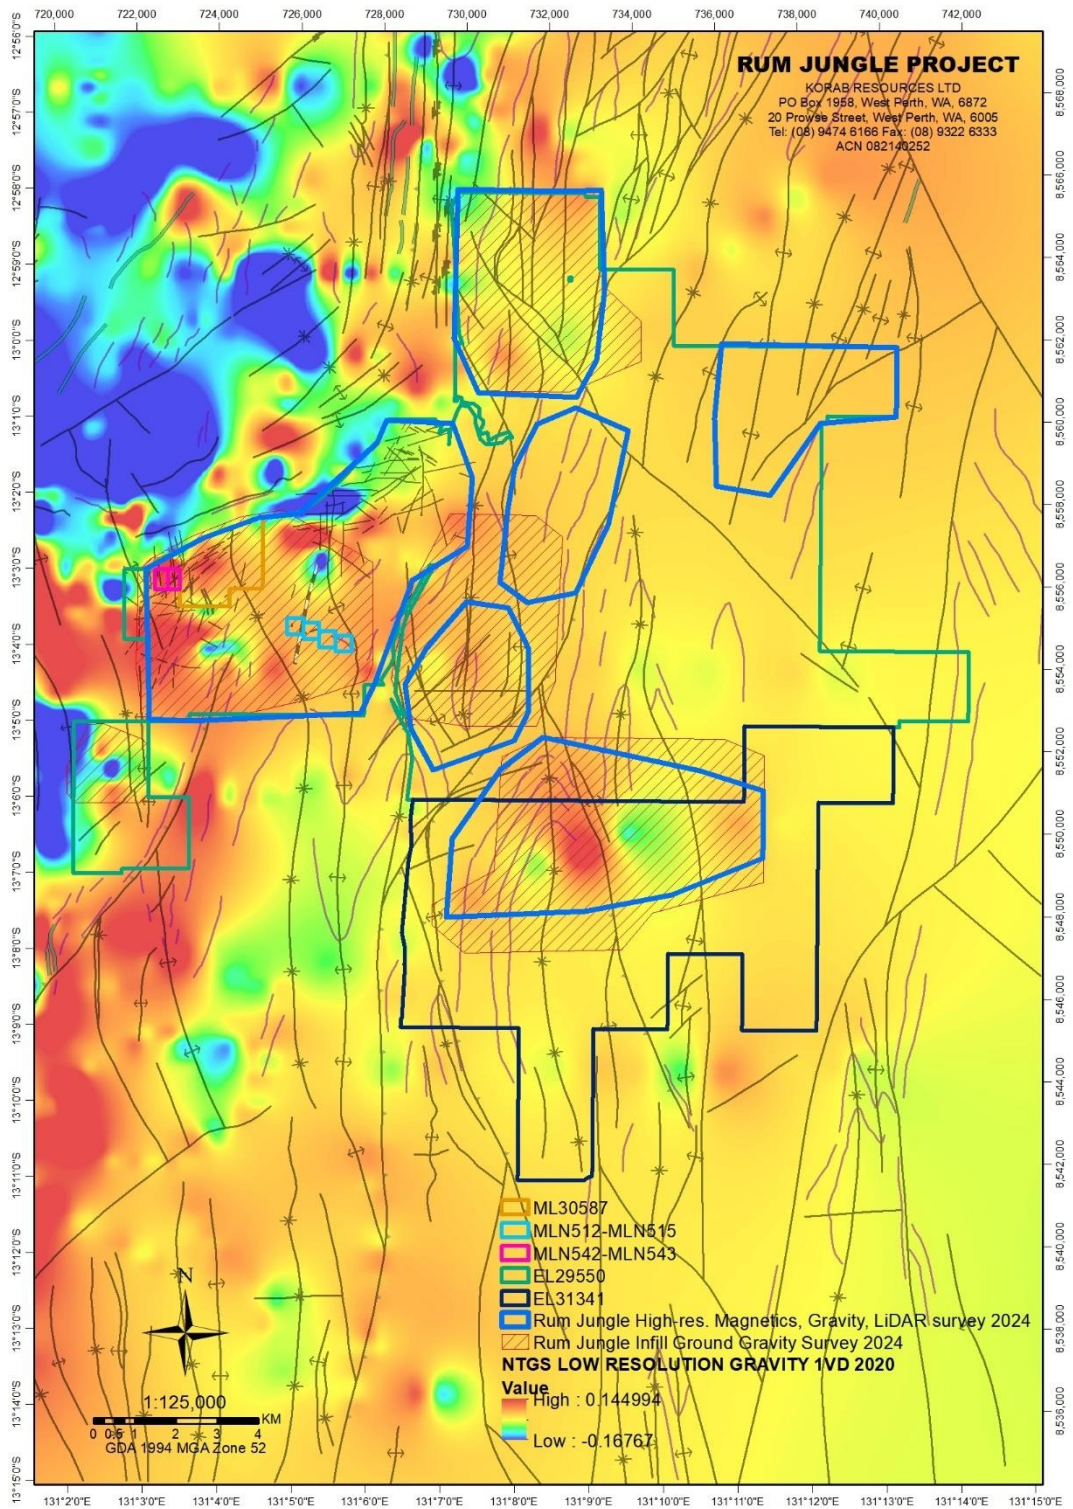 720,000 722,000 724,000 726,000 728,000 730,000 732,000 734,000 736,000 738,000 740,000 742,000
RUM JUNGLE PROJECT
KORAB RESOURCES LTD
PO Box 1958, West Perth, WA, 6872
20 Prowse Street, West Perth, WA, 6005
Tel: (08) 9474 6166 Fax: (08) 9322 6333
ACN 082140252
12°56'0"S
12°57'0"S
12°58'0"S
12°59'0"S
13°0'0"S
13°1'0"S
13°2'0"S
13°3'0"S
13°4'0"S
13°5'0"S
13°6'0"S
13°7'0"S
13°8'0"S
13°9'0"S
13°10'0"S
13°11'0"S
13°12'0"S
13°13'0"S
13°14'0"S
13°15'0"S
8,568,000
8,566,000
8,564,000
8,562,000
8,560,000
8,558,000
8,556,000
8,554,000
8,552,000
8,550,000
8,548,000
8,546,000
8,544,000
8,542,000
8,540,000
8,538,000
8,536,000
ML30587
MLN512-MLN515
MLN542-MLN543
EL29550
EL31341
Rum Jungle High-res. Magnetics, Gravity, LiDAR survey 2024
Rum Jungle Infill Ground Gravity Survey 2024
NTGS LOW RESOLUTION GRAVITY 1VD 2020
Value
High : 0.144994
Low : -0.16767
N
1:125,000
KM
0 0.5 1 2 3 4
GDA 1994 MGA Zone 52
131°2'0"E 131°3'0"E 131°4'0"E 131°5'0"E 131°6'0"E 131°7'0"E 131°8'0"E 131°9'0"E 131°10'0"E 131°11'0"E 131°12'0"E 131°13'0"E 131°14'0"E 131°15'0"E